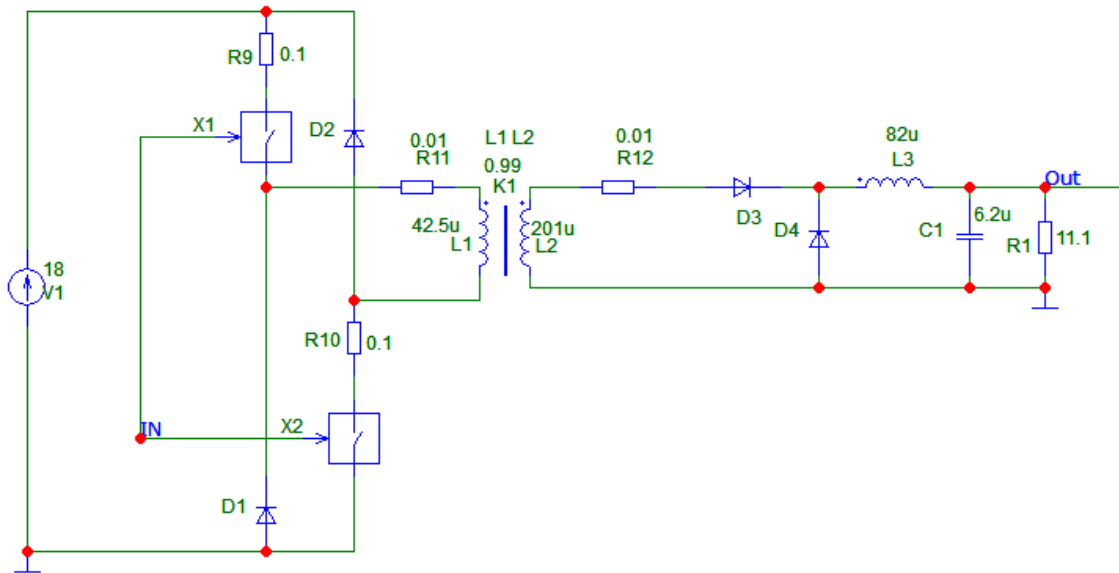 R9
0.1
X1
D2
0.01
R11
L1 L2
0.99
K1
0.01
R12
82u
L3
Out
42.5u
L1
201u
L2
D3
D4
6.2u
C1
R1
11.1
18
V1
R10
0.1
IN
X2
D1